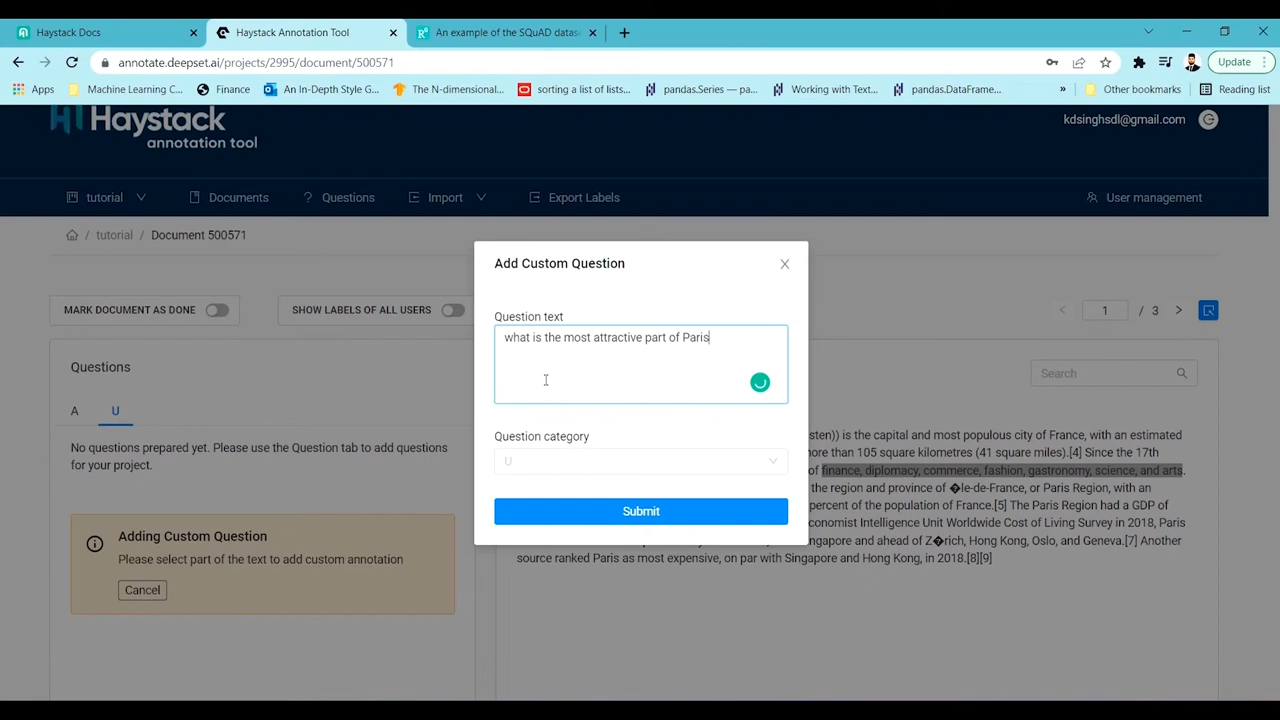 Haystack Docs
Haystack Annotation Tool
An example of the SQuAD datas
annotate.deepset.ai/projects/2995/document/500571
Update
Apps
Machine Learning C...
Finance
An In-Depth Style G...
The N-dimensional...
sorting a list of lists...
pandas.Series — pa...
Working with Text...
pandas.DataFrame...
»
Other bookmarks
Reading list
Haystack
annotation tool
kdsinghsdl@gmail.com
tutorial
Documents
Questions
Import
Export Labels
User management
/ tutorial / Document 500571
MARK DOCUMENT AS DONE
SHOW LABELS OF ALL USERS
1 / 3
Questions
A
U
No questions prepared yet. Please use the Question tab to add questions
for your project.
Adding Custom Question
Please select part of the text to add custom annotation
Cancel
Add Custom Question
Question text
what is the most attractive part of Paris
Question category
U
Submit
Search
sten)) is the capital and most populous city of France, with an estimated
ore than 105 square kilometres (41 square miles).[4] Since the 17th
of finance, diplomacy, commerce, fashion, gastronomy, science, and arts.
the region and province of �le-de-France, or Paris Region, with an
percent of the population of France.[5] The Paris Region had a GDP of
conomist Intelligence Unit Worldwide Cost of Living Survey in 2018, Paris
ngapore and ahead of Z�rich, Hong Kong, Oslo, and Geneva.[7] Another
source ranked Paris as most expensive, on par with Singapore and Hong Kong, in 2018.[8][9]